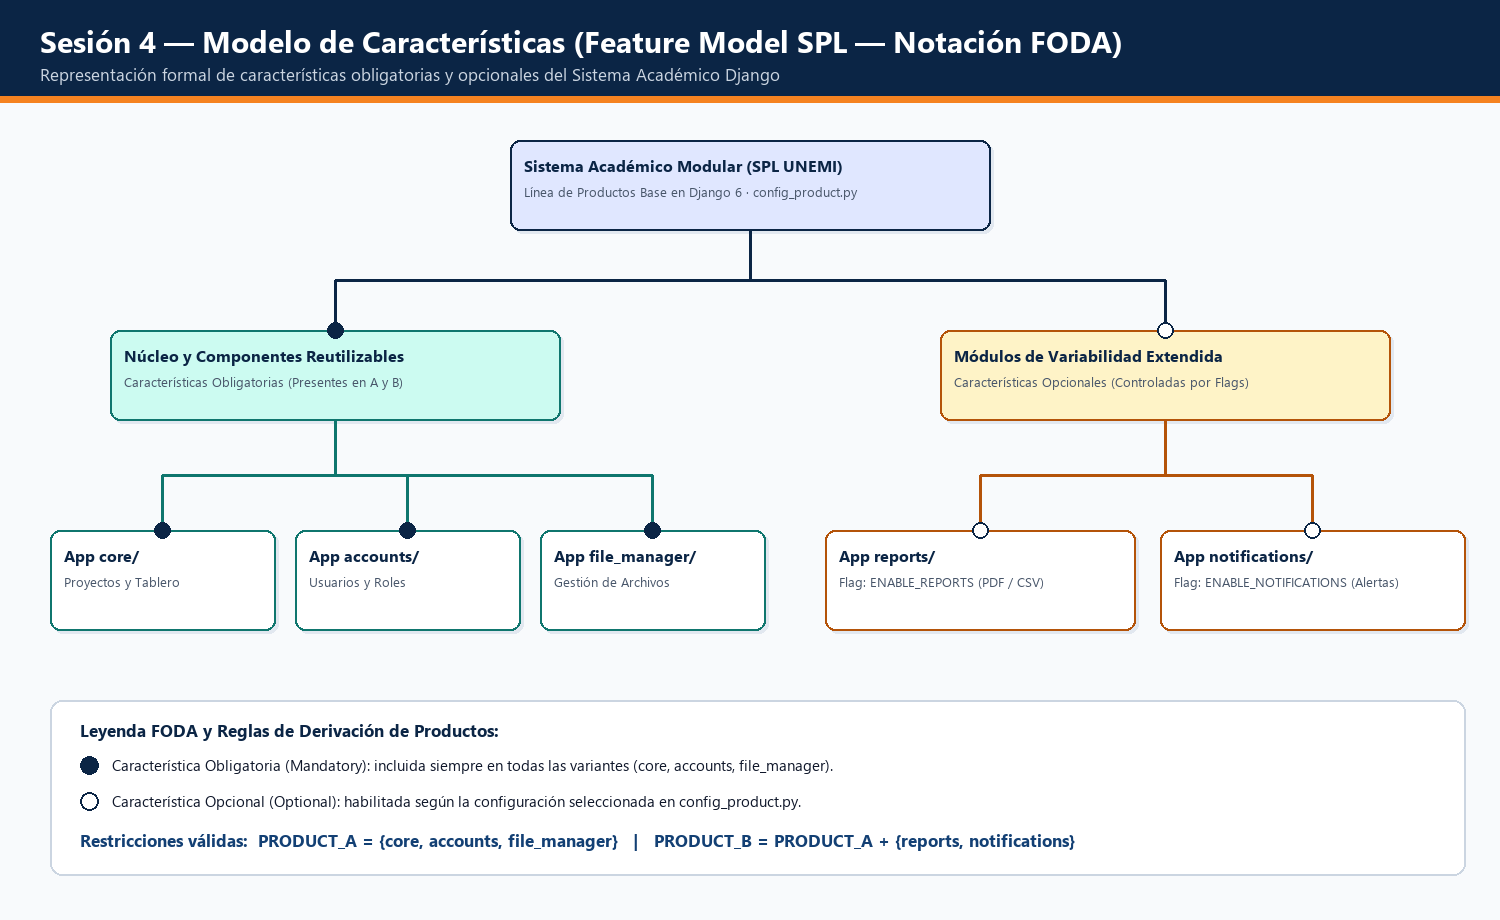 Sesión 4 — Modelo de Características (Feature Model SPL — Notación FODA)
Representación formal de características obligatorias y opcionales del Sistema Académico Django
Sistema Académico Modular (SPL UNEMI)
Línea de Productos Base en Django 6 · config_product.py
Núcleo y Componentes Reutilizables
Características Obligatorias (Presentes en A y B)
Módulos de Variabilidad Extendida
Características Opcionales (Controladas por Flags)
App core/
Proyectos y Tablero
App accounts/
Usuarios y Roles
App file_manager/
Gestión de Archivos
App reports/
Flag: ENABLE_REPORTS (PDF / CSV)
App notifications/
Flag: ENABLE_NOTIFICATIONS (Alertas)
Leyenda FODA y Reglas de Derivación de Productos:
Característica Obligatoria (Mandatory): incluida siempre en todas las variantes (core, accounts, file_manager).
Característica Opcional (Optional): habilitada según la configuración seleccionada en config_product.py.
Restricciones válidas: PRODUCT_A = {core, accounts, file_manager} | PRODUCT_B = PRODUCT_A + {reports, notifications}